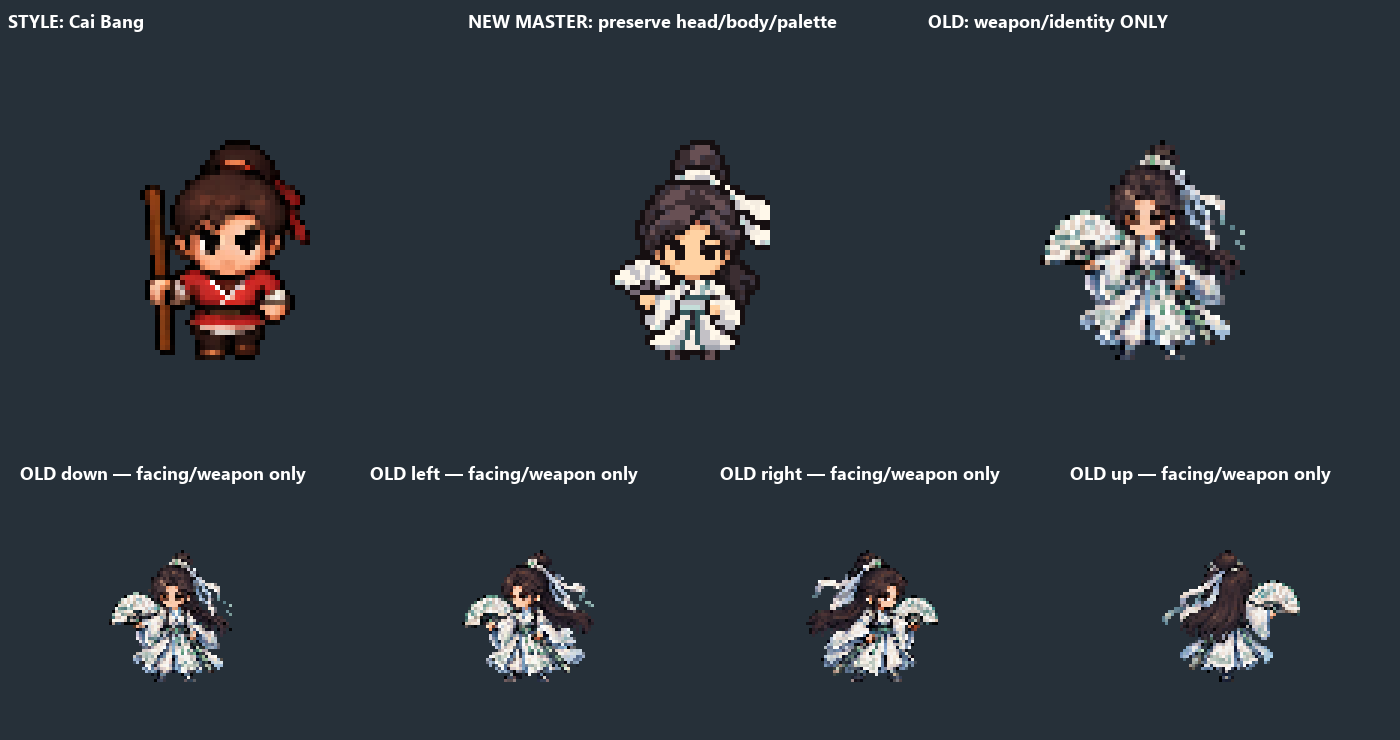 STYLE: Cai Bang
NEW MASTER: preserve head/body/palette
OLD: weapon/identity ONLY
OLD down — facing/weapon only
OLD left — facing/weapon only
OLD right — facing/weapon only
OLD up — facing/weapon only